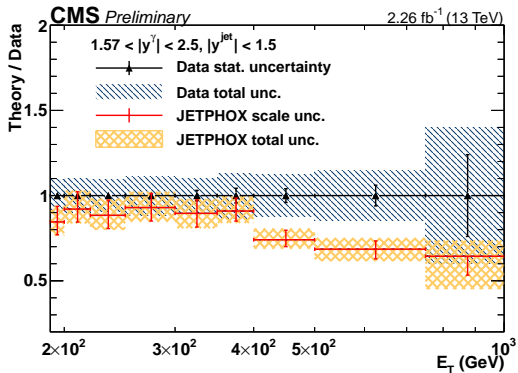 CMS Preliminary 2.26 fb⁻¹ (13 TeV)
Theory / Data
2
1.5
1
0.5
1.57 < |y^γ| < 2.5, |y^jet| < 1.5
Data stat. uncertainty
Data total unc.
JETPHOX scale unc.
JETPHOX total unc.
2×10² 3×10² 4×10² 5×10² 10³
E_T (GeV)